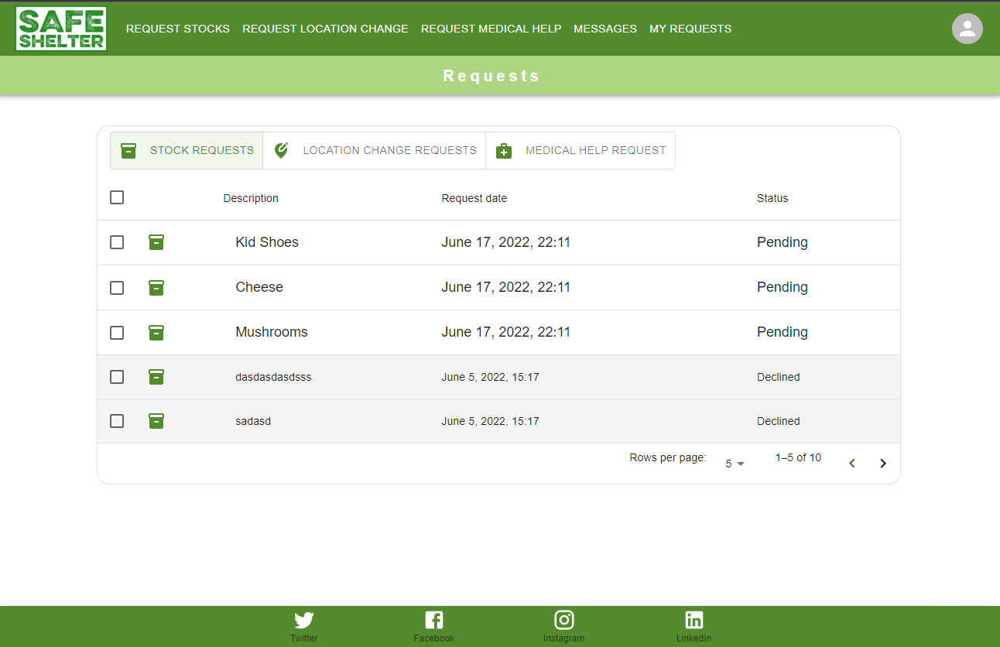 SAFE
SHELTER
REQUEST STOCKS REQUEST LOCATION CHANGE REQUEST MEDICAL HELP MESSAGES MY REQUESTS
Requests
STOCK REQUESTS LOCATION CHANGE REQUESTS MEDICAL HELP REQUEST
Description Request date Status
Kid Shoes June 17, 2022, 22:11 Pending
Cheese June 17, 2022, 22:11 Pending
Mushrooms June 17, 2022, 22:11 Pending
dasdasdasdsss June 5, 2022, 15:17 Declined
sadasd June 5, 2022, 15:17 Declined
Rows per page: 5 1–5 of 10
Twitter Facebook Instagram LinkedIn